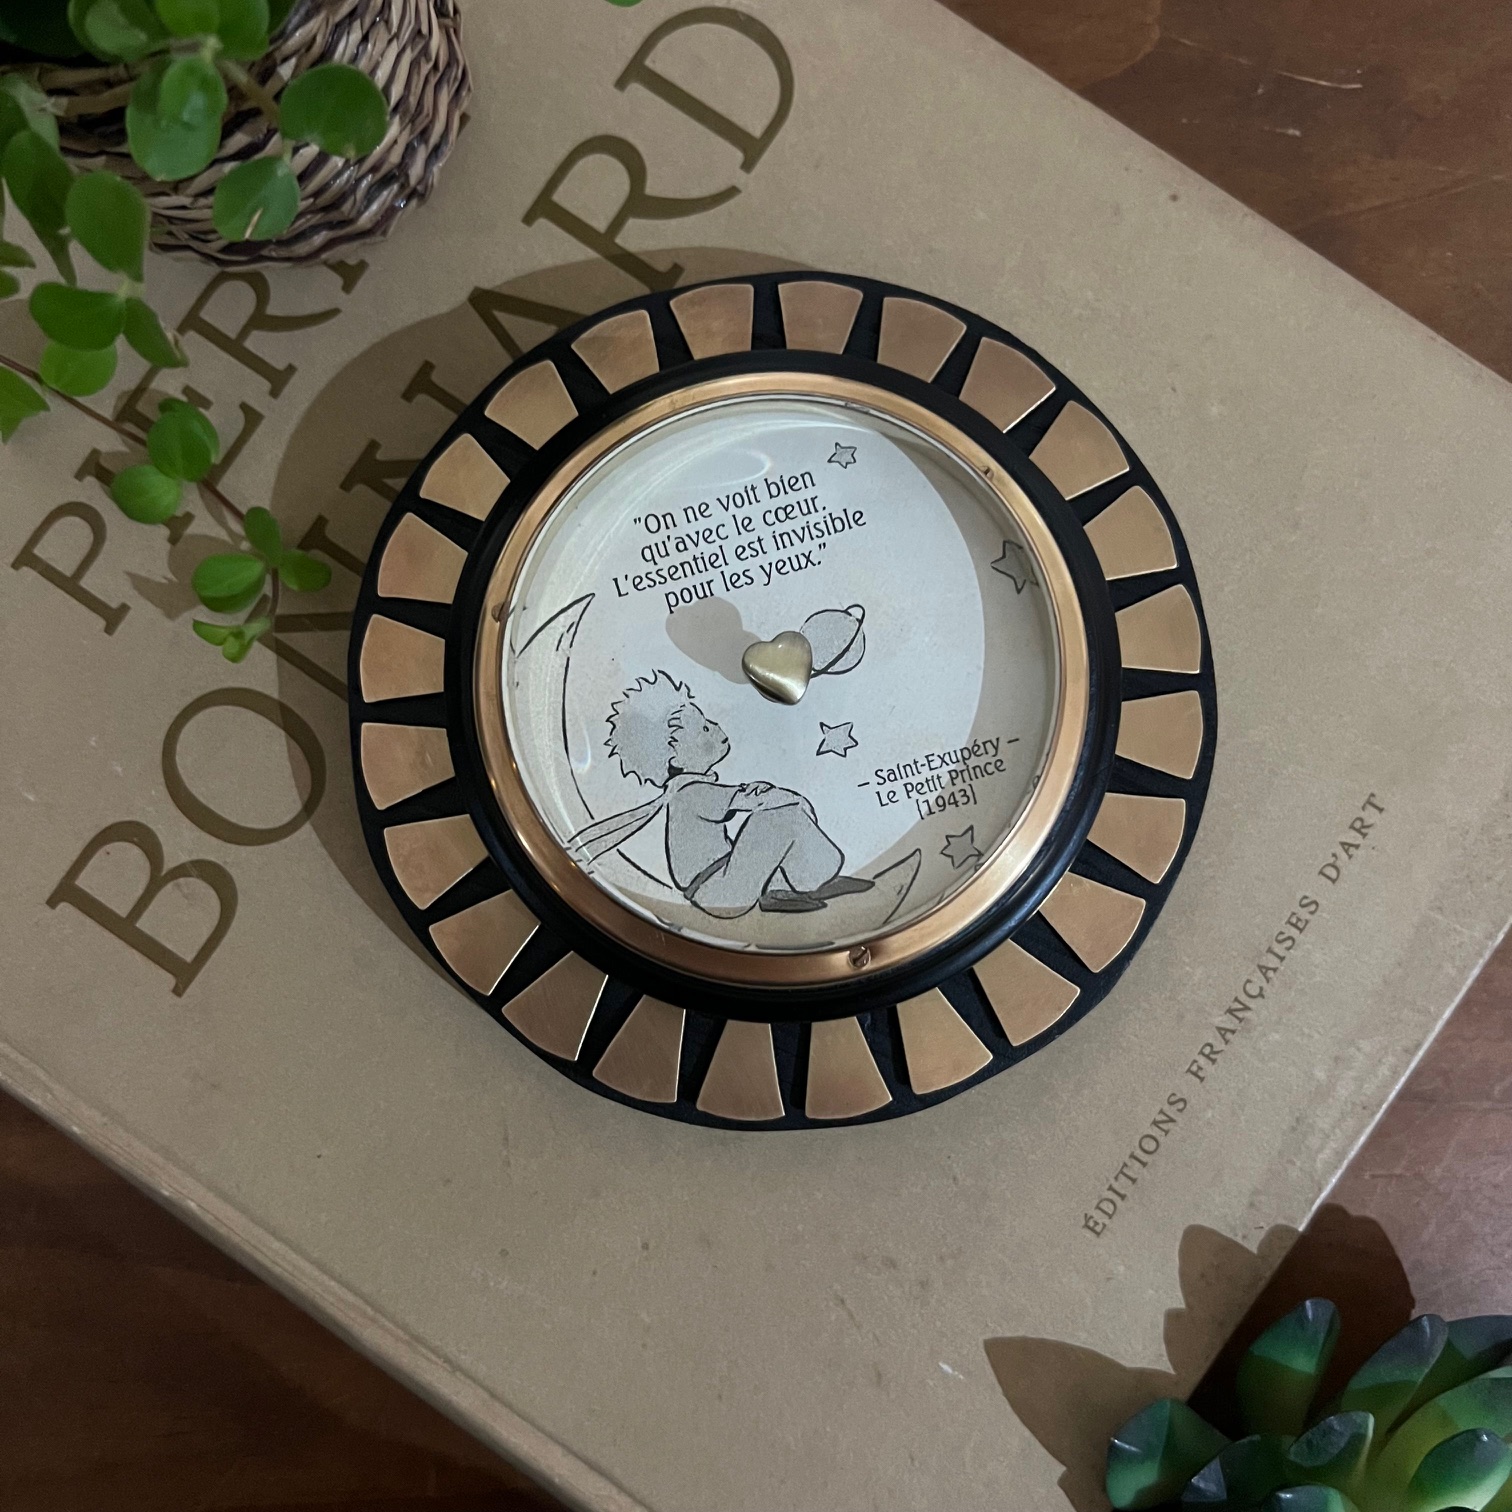 PIERRE
BONNARD
"On ne voit bien
qu'avec le cœur.
L'essentiel est invisible
pour les yeux."
– Saint-Exupéry –
Le Petit Prince
[1943]
ÉDITIONS FRANÇAISES D'ART